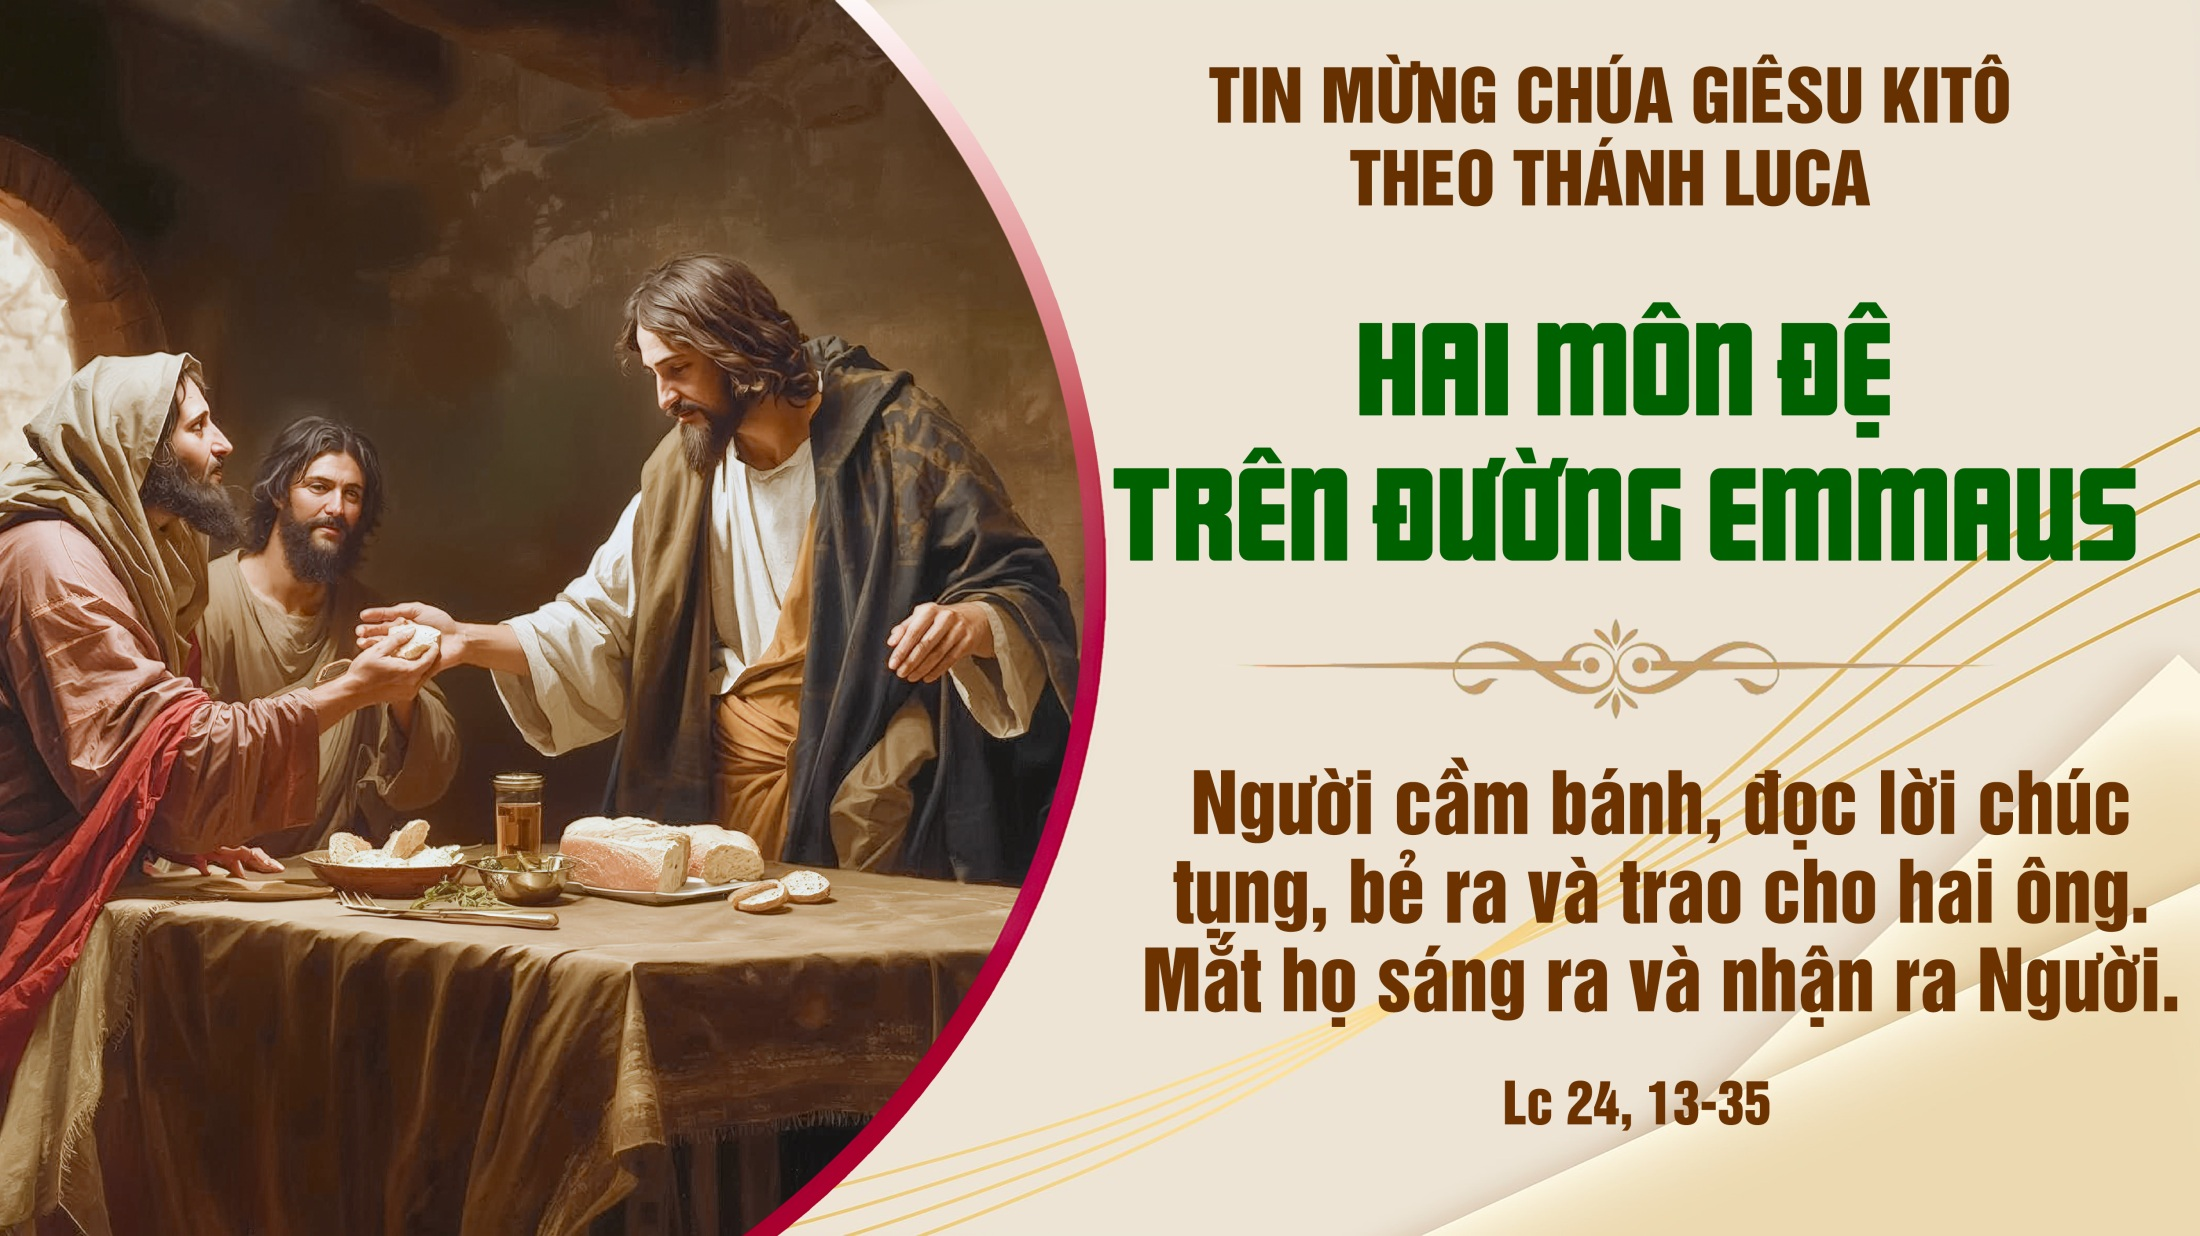 TIN MỪNG CHÚA GIÊSU KITÔ
THEO THÁNH LUCA
HAI MÔN ĐỆ
TRÊN ĐƯỜNG EMMAUS
Người cầm bánh, đọc lời chúc
tụng, bẻ ra và trao cho hai ông.
Mắt họ sáng ra và nhận ra Người.
Lc 24, 13-35